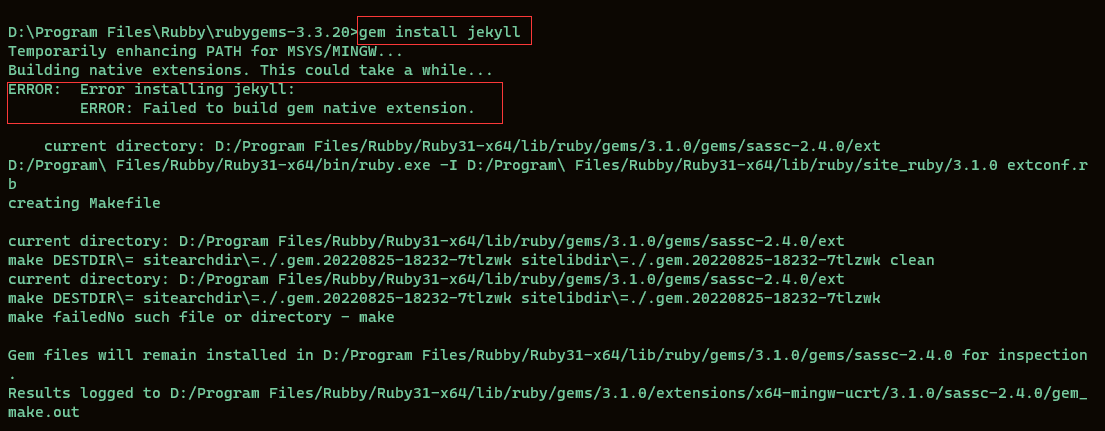 D:\Program Files\Rubby\rubygems-3.3.20>gem install jekyll
Temporarily enhancing PATH for MSYS/MINGW...
Building native extensions. This could take a while...
ERROR:  Error installing jekyll:
        ERROR: Failed to build gem native extension.

    current directory: D:/Program Files/Rubby/Ruby31-x64/lib/ruby/gems/3.1.0/gems/sassc-2.4.0/ext
D:/Program\ Files/Rubby/Ruby31-x64/bin/ruby.exe -I D:/Program\ Files/Rubby/Ruby31-x64/lib/ruby/site_ruby/3.1.0 extconf.r
b
creating Makefile

current directory: D:/Program Files/Rubby/Ruby31-x64/lib/ruby/gems/3.1.0/gems/sassc-2.4.0/ext
make DESTDIR\= sitearchdir\=./.gem.20220825-18232-7tlzwk sitelibdir\=./.gem.20220825-18232-7tlzwk clean
current directory: D:/Program Files/Rubby/Ruby31-x64/lib/ruby/gems/3.1.0/gems/sassc-2.4.0/ext
make DESTDIR\= sitearchdir\=./.gem.20220825-18232-7tlzwk sitelibdir\=./.gem.20220825-18232-7tlzwk
make failedNo such file or directory - make

Gem files will remain installed in D:/Program Files/Rubby/Ruby31-x64/lib/ruby/gems/3.1.0/gems/sassc-2.4.0 for inspection
.
Results logged to D:/Program Files/Rubby/Ruby31-x64/lib/ruby/gems/3.1.0/extensions/x64-mingw-ucrt/3.1.0/sassc-2.4.0/gem_
make.out